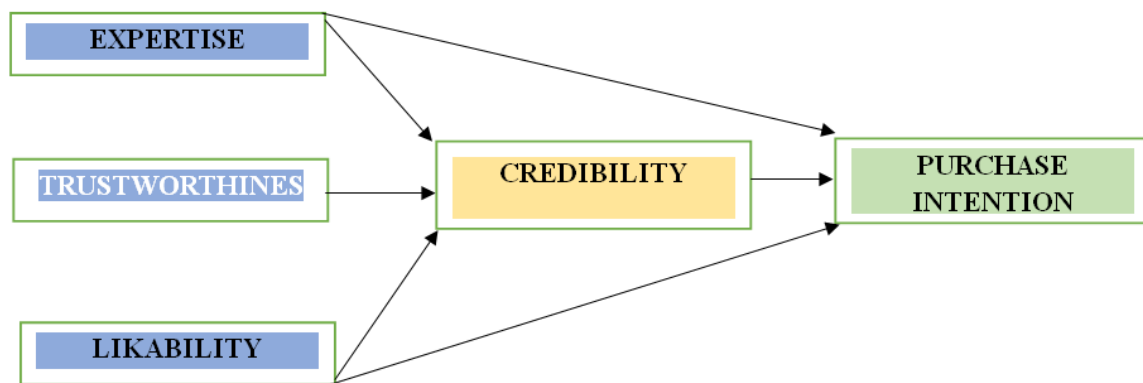 EXPERTISE
TRUSTWORTHINES
CREDIBILITY
PURCHASE
INTENTION
LIKABILITY